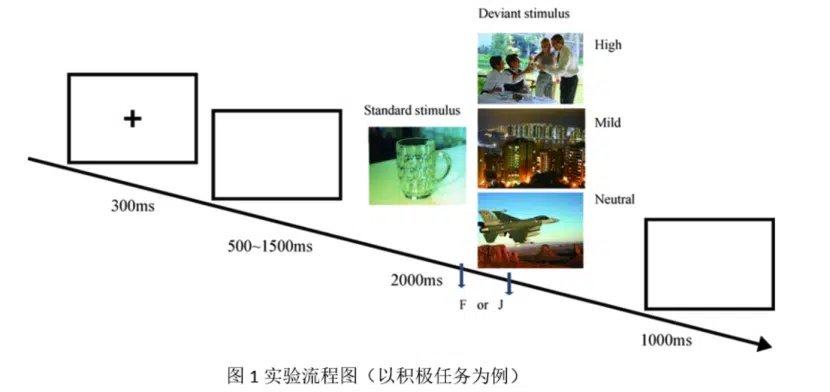 Deviant stimulus
High
Standard stimulus
Mild
Neutral
300ms
500~1500ms
2000ms
F or J
1000ms
图 1 实验流程图（以积极任务为例）